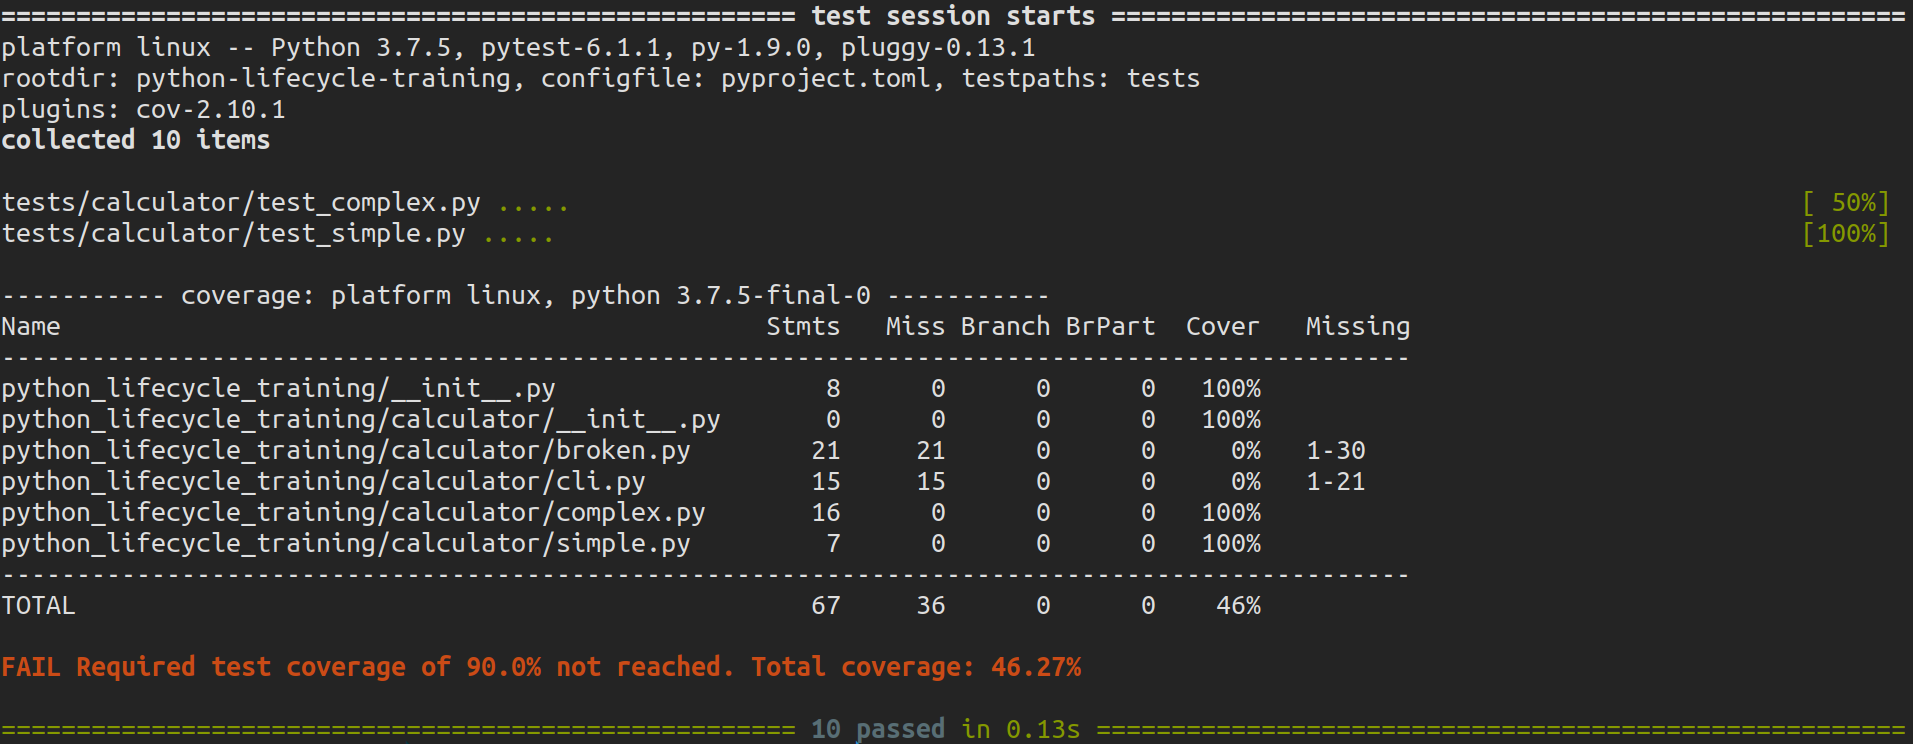 ===================================================== test session starts =====================================================
platform linux -- Python 3.7.5, pytest-6.1.1, py-1.9.0, pluggy-0.13.1
rootdir: python-lifecycle-training, configfile: pyproject.toml, testpaths: tests
plugins: cov-2.10.1
collected 10 items
tests/calculator/test_complex.py ..... [ 50%]
tests/calculator/test_simple.py ..... [100%]
----------- coverage: platform linux, python 3.7.5-final-0 -----------
Name Stmts Miss Branch BrPart Cover Missing
----------------------------------------------------------------------------------------------
python_lifecycle_training/__init__.py 8 0 0 0 100%
python_lifecycle_training/calculator/__init__.py 0 0 0 0 100%
python_lifecycle_training/calculator/broken.py 21 21 0 0 0% 1-30
python_lifecycle_training/calculator/cli.py 15 15 0 0 0% 1-21
python_lifecycle_training/calculator/complex.py 16 0 0 0 100%
python_lifecycle_training/calculator/simple.py 7 0 0 0 100%
----------------------------------------------------------------------------------------------
TOTAL 67 36 0 0 46%
FAIL Required test coverage of 90.0% not reached. Total coverage: 46.27%
===================================================== 10 passed in 0.13s ======================================================